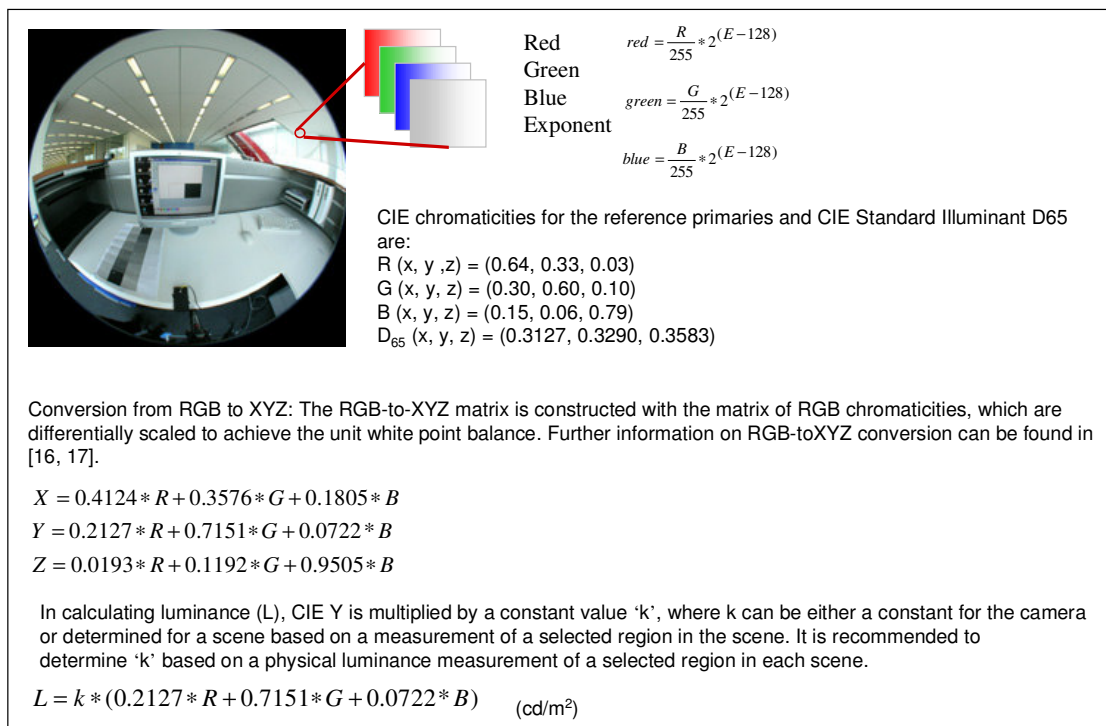 Red
Green
Blue
Exponent
red = R/255 * 2^(E−128)
green = G/255 * 2^(E−128)
blue = B/255 * 2^(E−128)
CIE chromaticities for the reference primaries and CIE Standard Illuminant D65
are:
R (x, y ,z) = (0.64, 0.33, 0.03)
G (x, y, z) = (0.30, 0.60, 0.10)
B (x, y, z) = (0.15, 0.06, 0.79)
D₆₅ (x, y, z) = (0.3127, 0.3290, 0.3583)
Conversion from RGB to XYZ: The RGB-to-XYZ matrix is constructed with the matrix of RGB chromaticities, which are
differentially scaled to achieve the unit white point balance. Further information on RGB-toXYZ conversion can be found in
[16, 17].
X = 0.4124 * R + 0.3576 * G + 0.1805 * B
Y = 0.2127 * R + 0.7151 * G + 0.0722 * B
Z = 0.0193 * R + 0.1192 * G + 0.9505 * B
In calculating luminance (L), CIE Y is multiplied by a constant value ‘k’, where k can be either a constant for the camera
or determined for a scene based on a measurement of a selected region in the scene. It is recommended to
determine ‘k’ based on a physical luminance measurement of a selected region in each scene.
L = k * (0.2127 * R + 0.7151 * G + 0.0722 * B) (cd/m²)